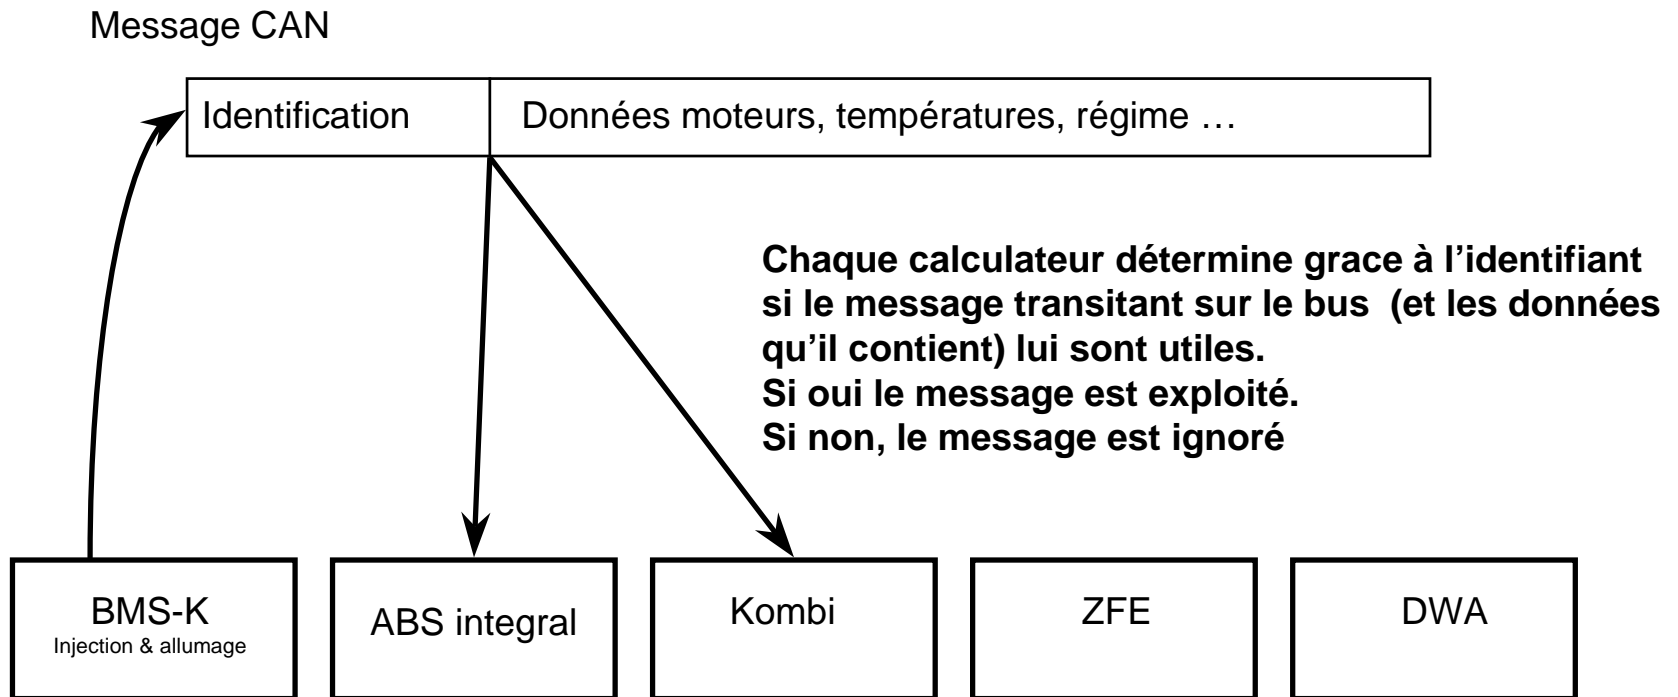 Message CAN
Identification
Données moteurs, températures, régime …
Chaque calculateur détermine grace à l’identifiant
si le message transitant sur le bus  (et les données
qu’il contient) lui sont utiles.
Si oui le message est exploité.
Si non, le message est ignoré
BMS-K
Injection & allumage
ABS integral
Kombi
ZFE
DWA